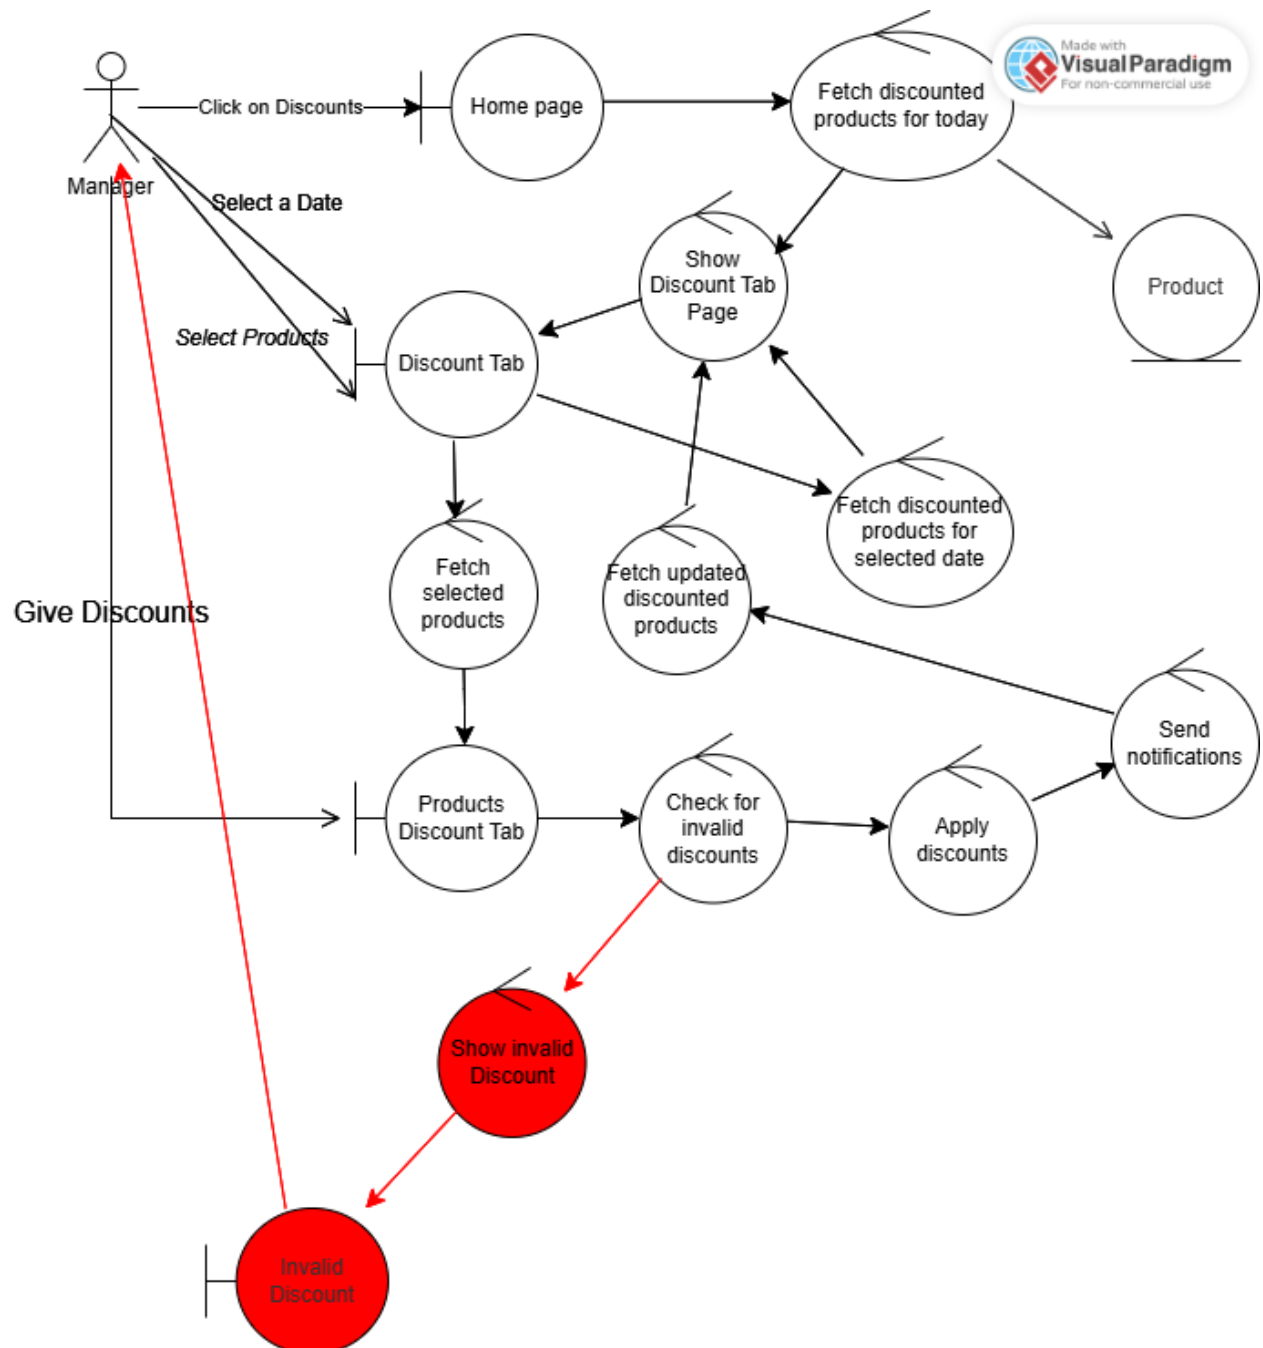 Made with
Visual Paradigm
For non-commercial use
Manager
Click on Discounts
Home page
Fetch discounted
products for today
Select a Date
Show
Discount Tab
Page
Product
Select Products
Discount Tab
Fetch discounted
products for
selected date
Fetch
selected
products
Fetch updated
discounted
products
Give Discounts
Send
notifications
Products
Discount Tab
Check for
invalid
discounts
Apply
discounts
Show invalid
Discount
Invalid
Discount